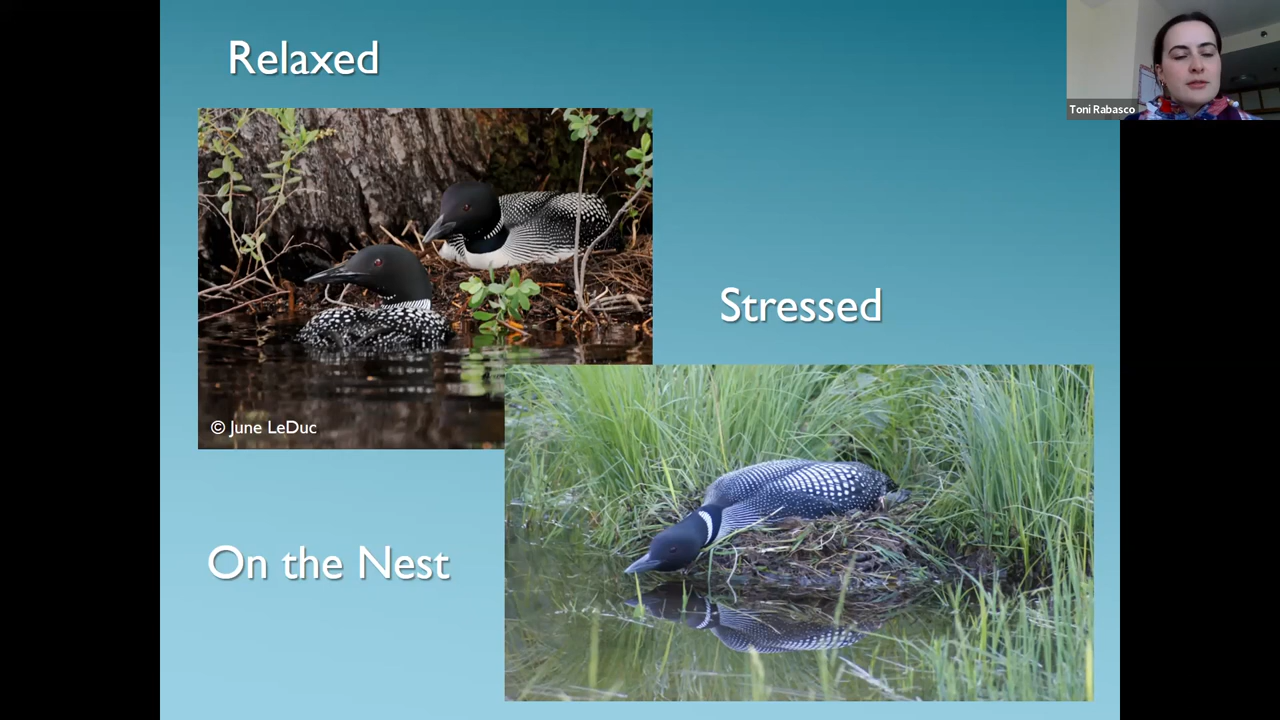 Relaxed
Toni Rabasco
Stressed
© June LeDuc
On the Nest